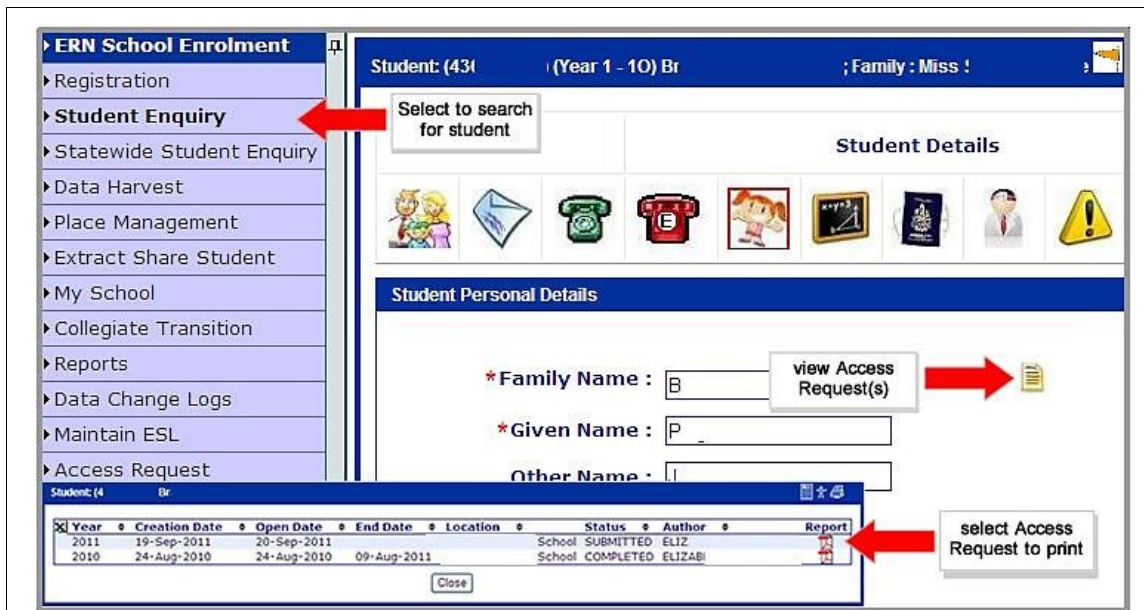 ERN School Enrolment
Registration
Student Enquiry
Statewide Student Enquiry
Data Harvest
Place Management
Extract Share Student
My School
Collegiate Transition
Reports
Data Change Logs
Maintain ESL
Access Request
Student: (43( (Year 1 - 10) Br ; Family : Miss
Select to search
for student
Student Details
E
Student Personal Details
*Family Name : B
view Access
Request(s)
*Given Name : P _
Other Name : J
Student: (4 Br
Year Creation Date Open Date End Date Location Status Author Report
2011 19-Sep-2011 20-Sep-2011 School SUBMITTED ELIZ
2010 24-Aug-2010 24-Aug-2010 09-Aug-2011 School COMPLETED ELIZAB
Close
select Access
Request to print